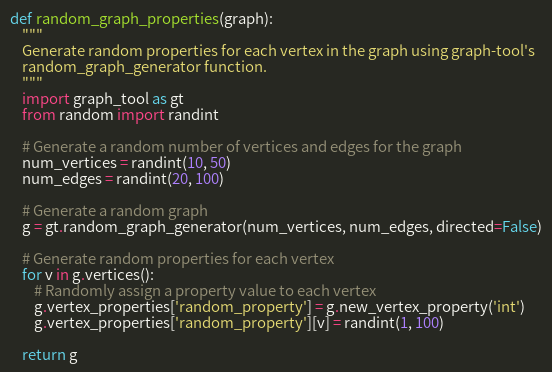 def random_graph_properties(graph):
"""
Generate random properties for each vertex in the graph using graph-tool's
random_graph_generator function.
"""
import graph_tool as gt
from random import randint
# Generate a random number of vertices and edges for the graph
num_vertices = randint(10, 50)
num_edges = randint(20, 100)
# Generate a random graph
g = gt.random_graph_generator(num_vertices, num_edges, directed=False)
# Generate random properties for each vertex
for v in g.vertices():
# Randomly assign a property value to each vertex
g.vertex_properties['random_property'] = g.new_vertex_property('int')
g.vertex_properties['random_property'][v] = randint(1, 100)
return g